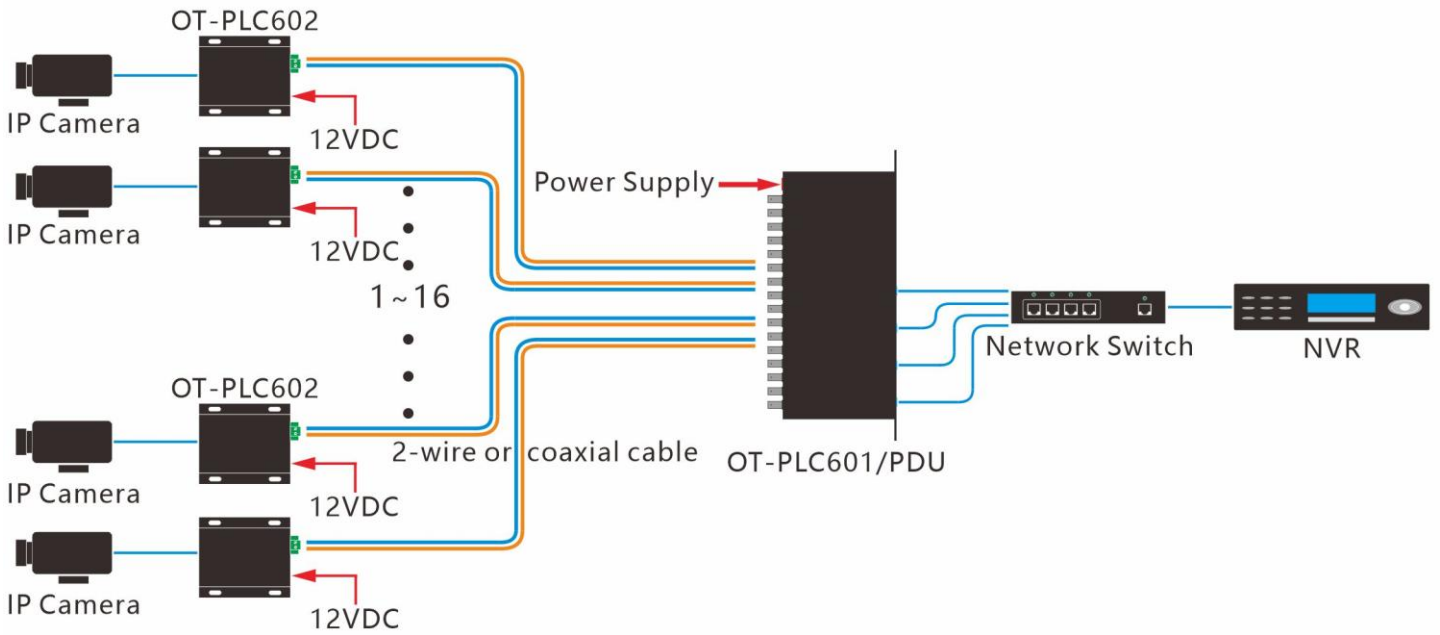 OT-PLC602
IP Camera
12VDC
IP Camera
12VDC
1~16
Power Supply
Network Switch
NVR
OT-PLC602
2-wire or coaxial cable
OT-PLC601/PDU
IP Camera
12VDC
IP Camera
12VDC